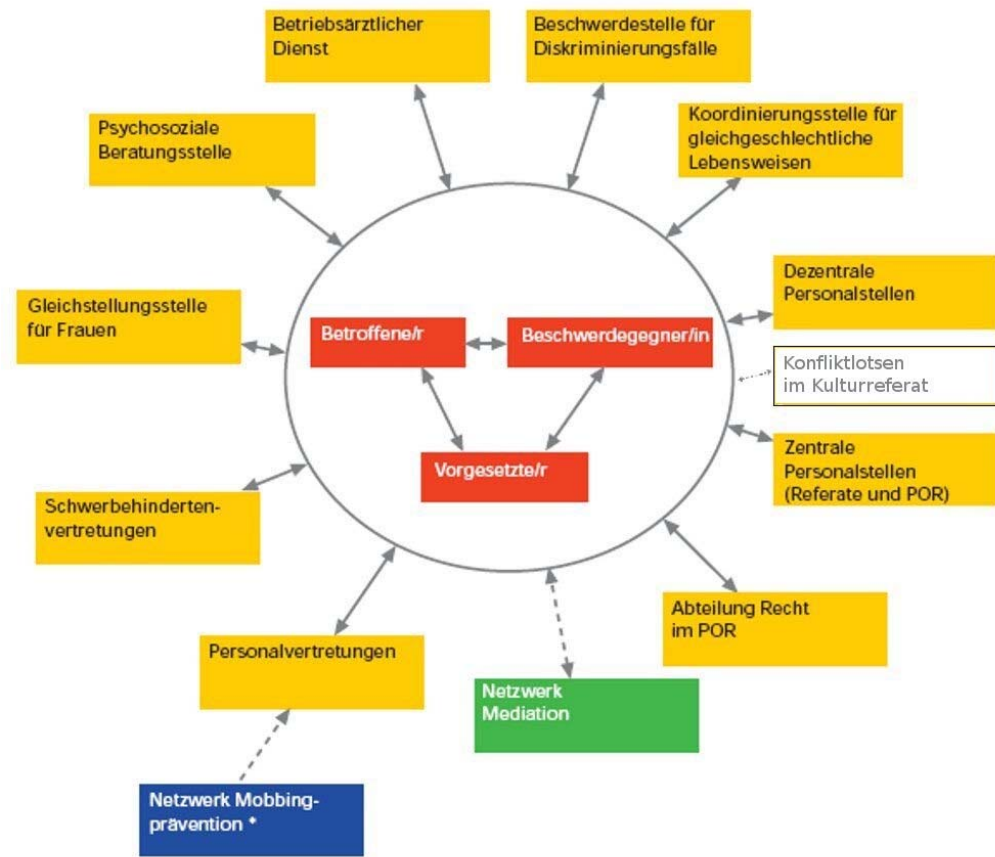 Betriebsärztlicher
Dienst
Beschwerdestelle für
Diskriminierungsfälle
Psychosoziale
Beratungsstelle
Koordinierungsstelle für
gleichgeschlechtliche
Lebensweisen
Dezentrale
Personalstellen
Gleichstellungsstelle
für Frauen
Betroffene/r
Beschwerdegegner/in
Konfliktlotsen
im Kulturreferat
Vorgesetzte/r
Zentrale
Personalstellen
(Referate und POR)
Schwerbehinderten-
vertretungen
Abteilung Recht
im POR
Personalvertretungen
Netzwerk
Mediation
Netzwerk Mobbing-
prävention *